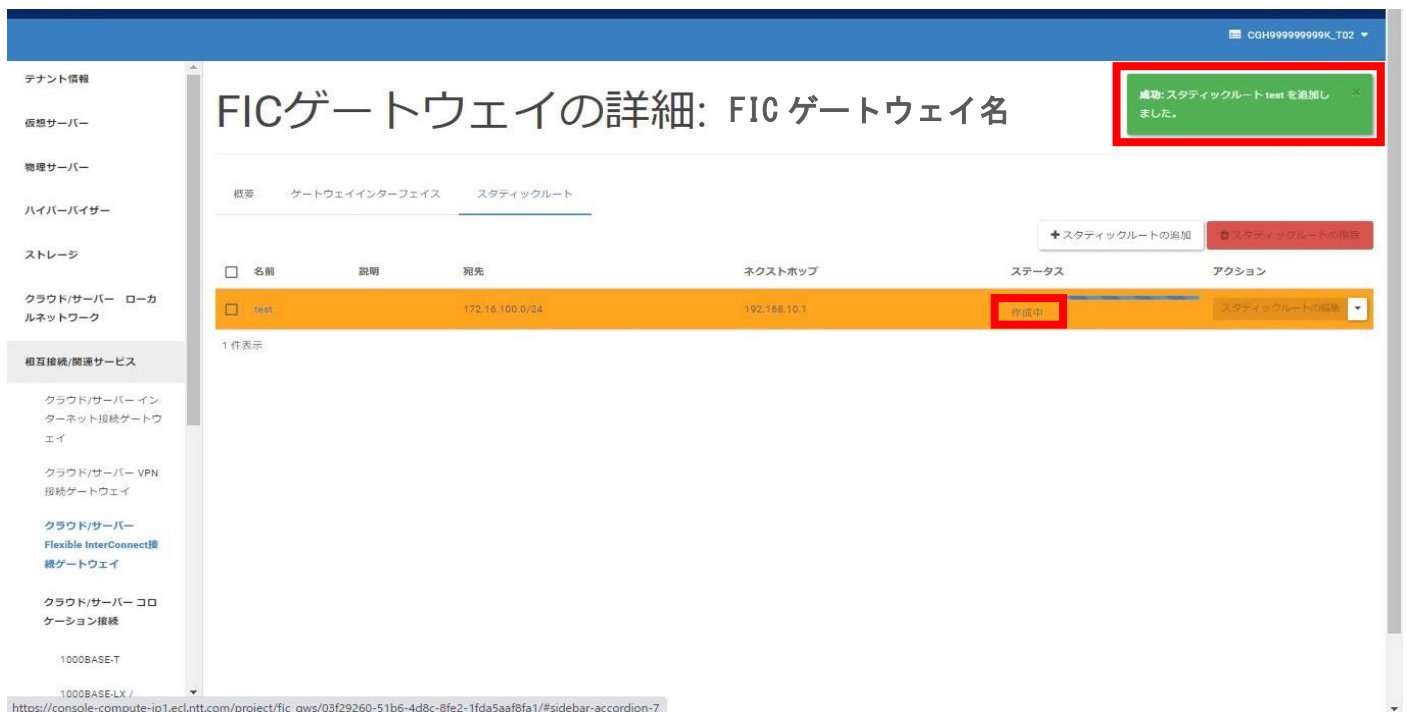 CGH999999999K_T02
テナント情報
仮想サーバー
物理サーバー
ハイパーバイザー
ストレージ
クラウド/サーバー ローカ
ルネットワーク
相互接続/関連サービス
クラウド/サーバー イン
ターネット接続ゲートウ
ェイ
クラウド/サーバー VPN
接続ゲートウェイ
クラウド/サーバー
Flexible InterConnect接
続ゲートウェイ
クラウド/サーバー コロ
ケーション接続
1000BASE-T
1000BASE-LX /
FICゲートウェイの詳細: FIC ゲートウェイ名
成功: スタティックルート test を追加し
ました。
×
概要 ゲートウェイインターフェイス スタティックルート
+スタティックルートの追加 スタティックルートの削除
名前 説明 宛先 ネクストホップ ステータス アクション
test 172.16.100.0/24 192.168.10.1 作成中 スタティックルートの編集
1 件表示
https://console-compute-jp1.ecl.ntt.com/project/fic_gws/03f29260-51b6-4d8c-8fe2-1fda5aaf8fa1/#sidebar-accordion-7